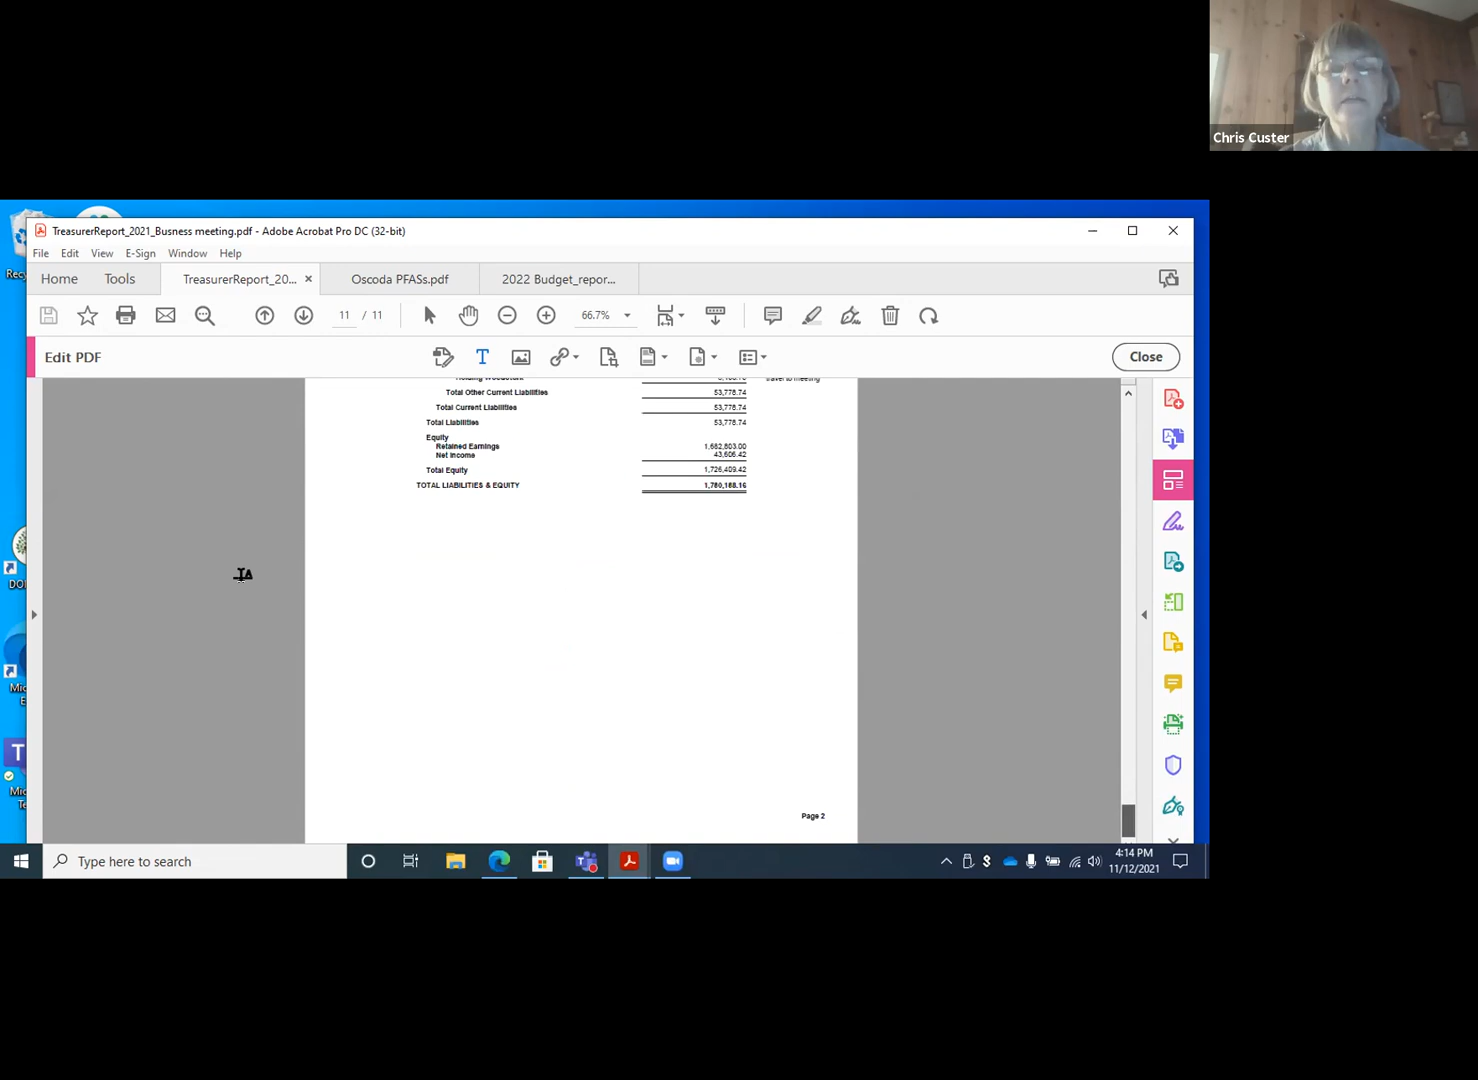 Chris Custer
TreasurerReport_2021_Busness meeting.pdf - Adobe Acrobat Pro DC (32-bit)
File Edit View E-Sign Window Help
Home Tools TreasurerReport_20... × Oscoda PFASs.pdf 2022 Budget_repor...
11 / 11 66.7%
Edit PDF Close
travel to meeting
Total Other Current Liabilities 53,778.74
Total Current Liabilities 53,778.74
Total Liabilities 53,778.74
Equity
Retained Earnings
Net Income 43,606.42
Total Equity 1,726,409.42
TOTAL LIABILITIES & EQUITY 1,780,188.16
Page 2
Type here to search
4:14 PM
11/12/2021